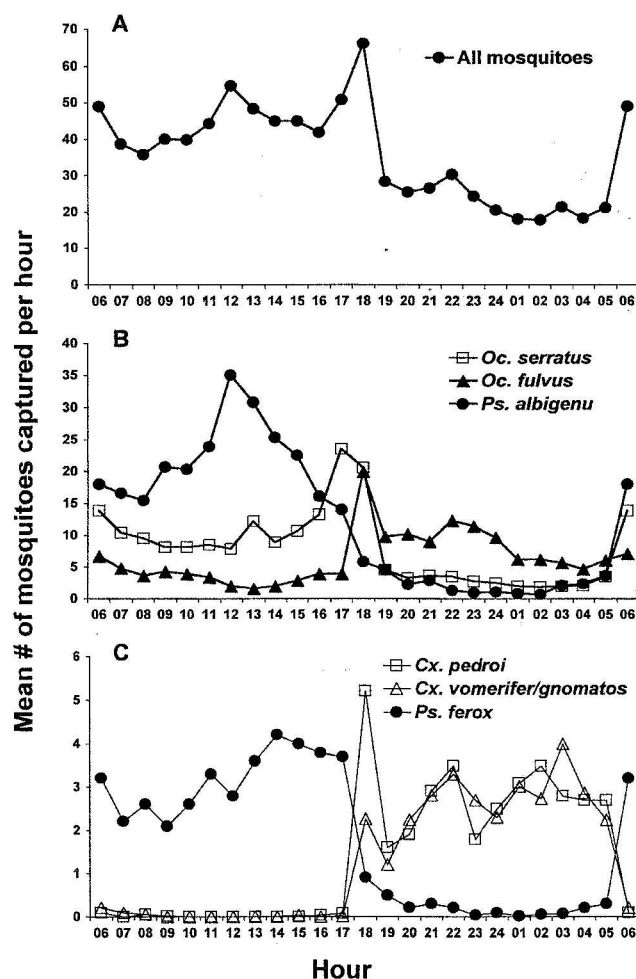 A
All mosquitoes
70
60
50
40
30
20
10
0
06 07 08 09 10 11 12 13 14 15 16 17 18 19 20 21 22 23 24 01 02 03 04 05 06
B
Oc. serratus
Oc. fulvus
Ps. albigenu
40
35
30
25
20
15
10
5
0
06 07 08 09 10 11 12 13 14 15 16 17 18 19 20 21 22 23 24 01 02 03 04 05 06
C
Cx. pedroi
Cx. vomerifer/gnomatos
Ps. ferox
6
5
4
3
2
1
0
06 07 08 09 10 11 12 13 14 15 16 17 18 19 20 21 22 23 24 01 02 03 04 05 06
Mean # of mosquitoes captured per hour
Hour